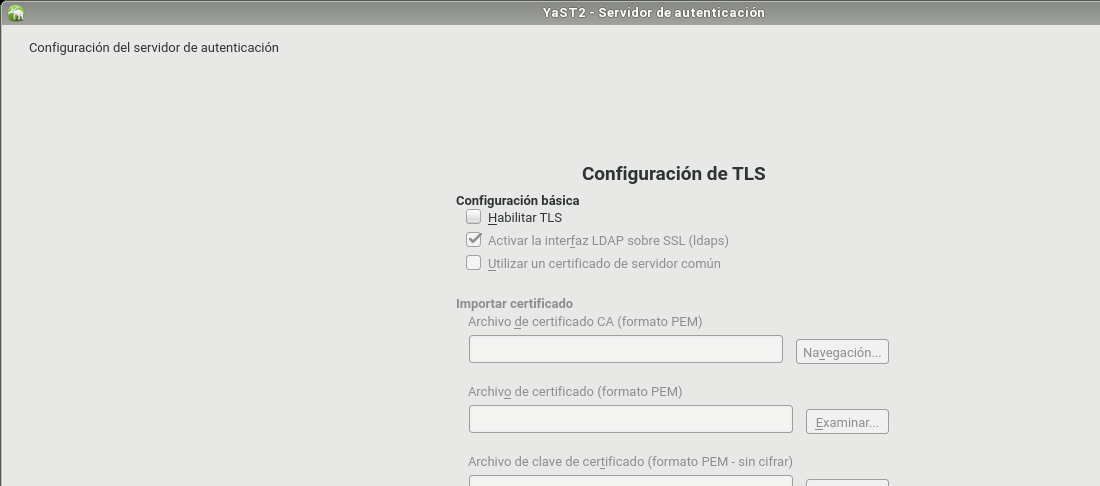 YaST2 - Servidor de autenticación
Configuración del servidor de autenticación
Configuración de TLS
Configuración básica
Habilitar TLS
Activar la interfaz LDAP sobre SSL (ldaps)
Utilizar un certificado de servidor común
Importar certificado
Archivo de certificado CA (formato PEM)
Navegación...
Archivo de certificado (formato PEM)
Examinar...
Archivo de clave de certificado (formato PEM - sin cifrar)